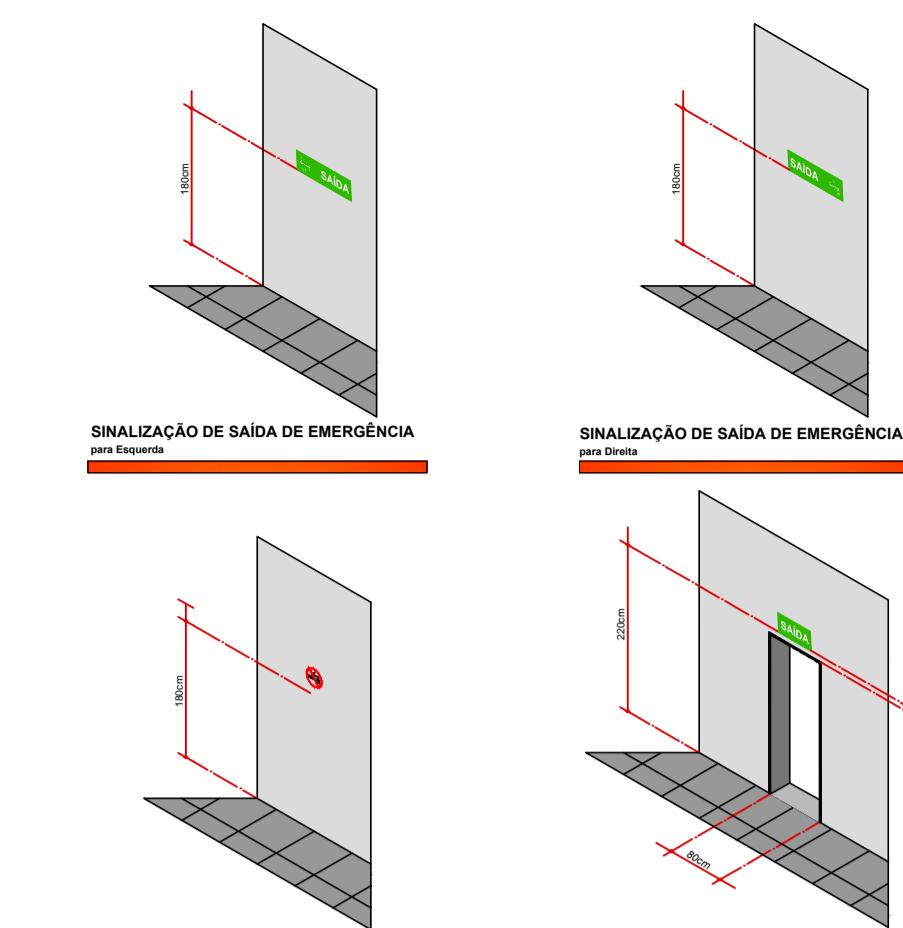 180cm
SAÍDA
180cm
SAÍDA
SINALIZAÇÃO DE SAÍDA DE EMERGÊNCIA
para Esquerda
SINALIZAÇÃO DE SAÍDA DE EMERGÊNCIA
para Direita
180cm
220cm
SAÍDA
80cm